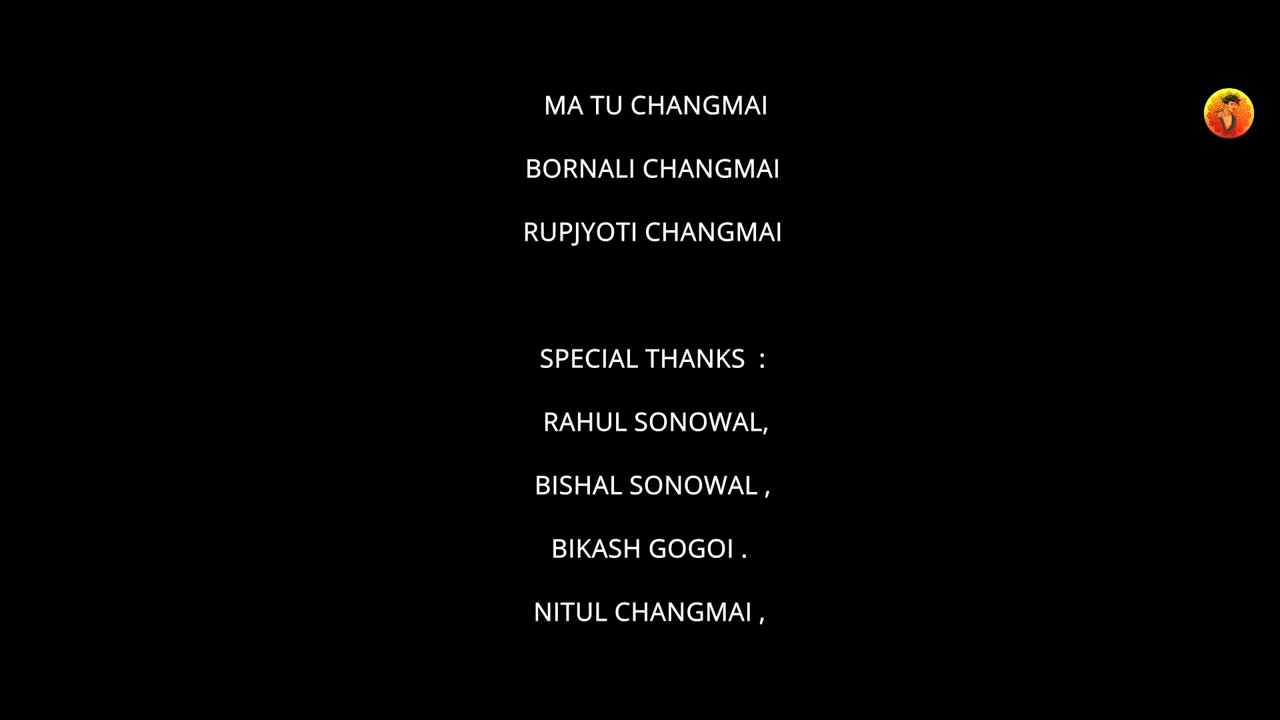 MA TU CHANGMAI
BORNALI CHANGMAI
RUPJYOTI CHANGMAI
SPECIAL THANKS  :
RAHUL SONOWAL,
BISHAL SONOWAL ,
BIKASH GOGOI .
NITUL CHANGMAI ,